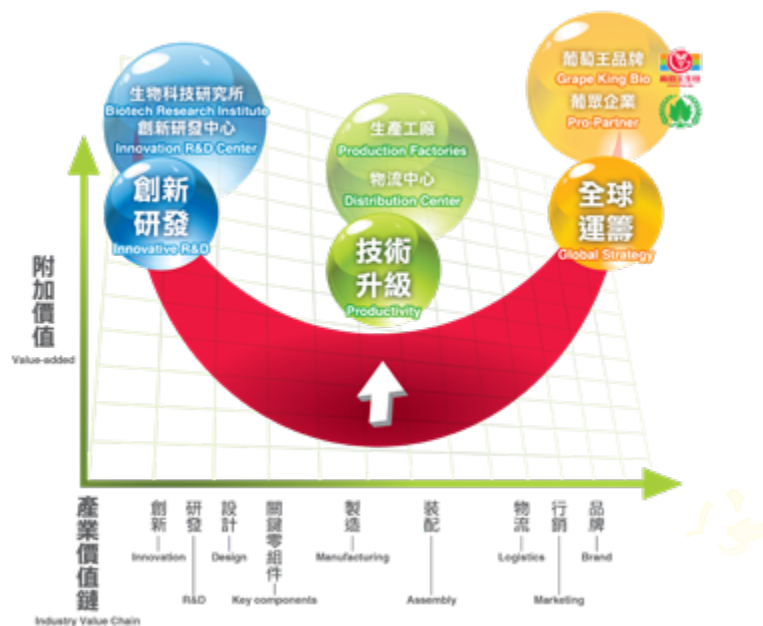 生物科技研究所
Biotech Research Institute
創新研發中心
Innovation R&D Center
創新
研發
Innovative R&D
生產工廠
Production Factories
物流中心
Distribution Center
技術
升級
Productivity
葡萄王品牌
Grape King Bio
葡眾企業
Pro-Partner
全球
運籌
Global Strategy
附加價值
Value-added
產業價值鏈
Industry Value Chain
創新
Innovation
研發
R&D
設計
Design
關鍵零組件
Key components
製造
Manufacturing
裝配
Assembly
物流
Logistics
行銷
Marketing
品牌
Brand